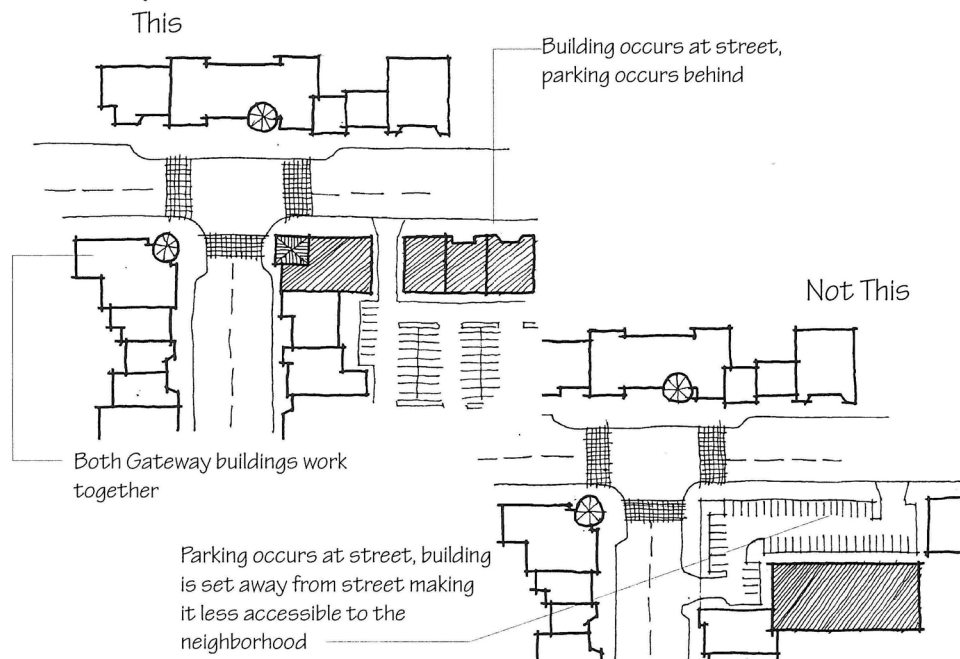 This
Building occurs at street,
parking occurs behind
Both Gateway buildings work
together
Not This
Parking occurs at street, building
is set away from street making
it less accessible to the
neighborhood